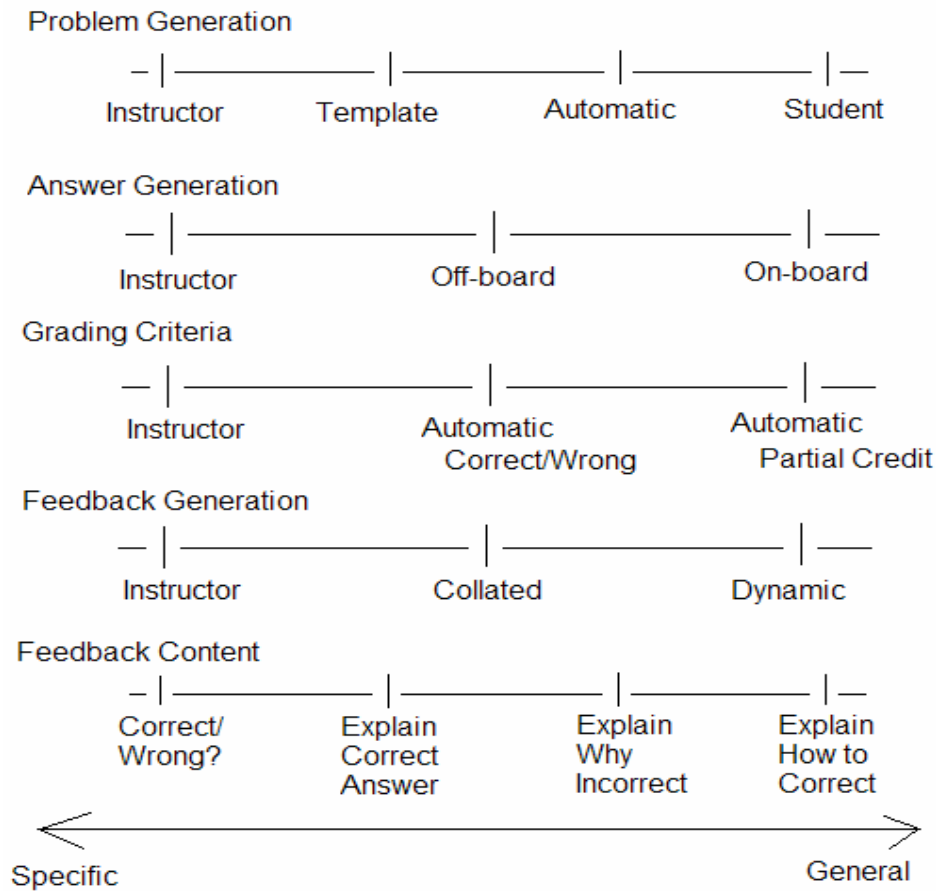 Problem Generation
Instructor Template Automatic Student
Answer Generation
Instructor Off-board On-board
Grading Criteria
Instructor Automatic Automatic
Correct/Wrong Partial Credit
Feedback Generation
Instructor Collated Dynamic
Feedback Content
Correct/ Explain Explain Explain
Wrong? Correct Why How to
Answer Incorrect Correct
Specific General